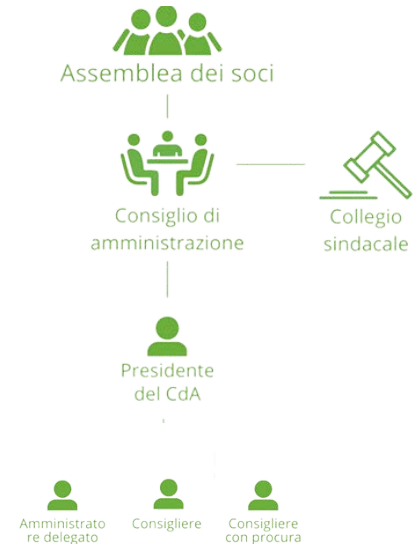 Assemblea dei soci
Consiglio di
amministrazione
Collegio
sindacale
Presidente
del CdA
Amministrato
re delegato
Consigliere
Consigliere
con procura